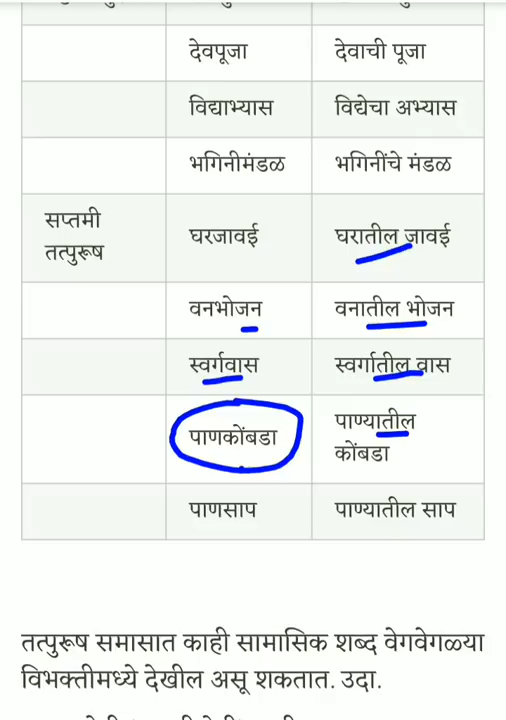 देवपूजा देवाची पूजा
विद्याभ्यास विद्येचा अभ्यास
भगिनीमंडळ भगिनींचे मंडळ
सप्तमी तत्पुरूष घरजावई घरातील जावई
वनभोजन वनातील भोजन
स्वर्गवास स्वर्गातील वास
पाणकोंबडा पाण्यातील कोंबडा
पाणसाप पाण्यातील साप
तत्पुरूष समासात काही सामासिक शब्द वेगवेगळ्या
विभक्तीमध्ये देखील असू शकतात. उदा.